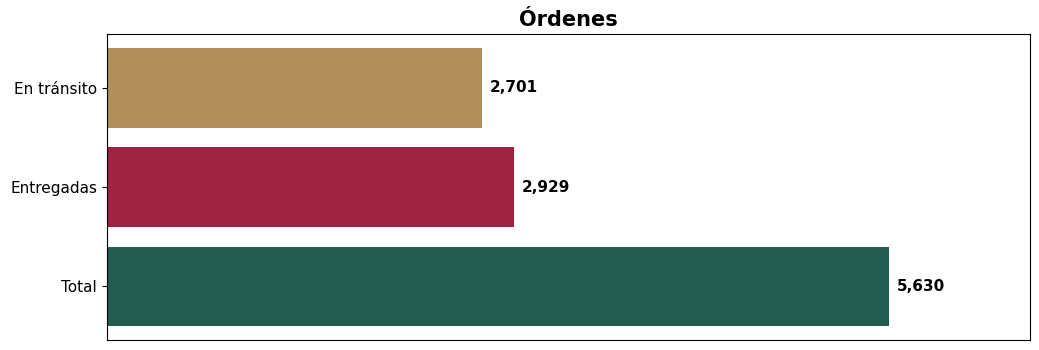 Órdenes
En tránsito 2,701
Entregadas 2,929
Total 5,630